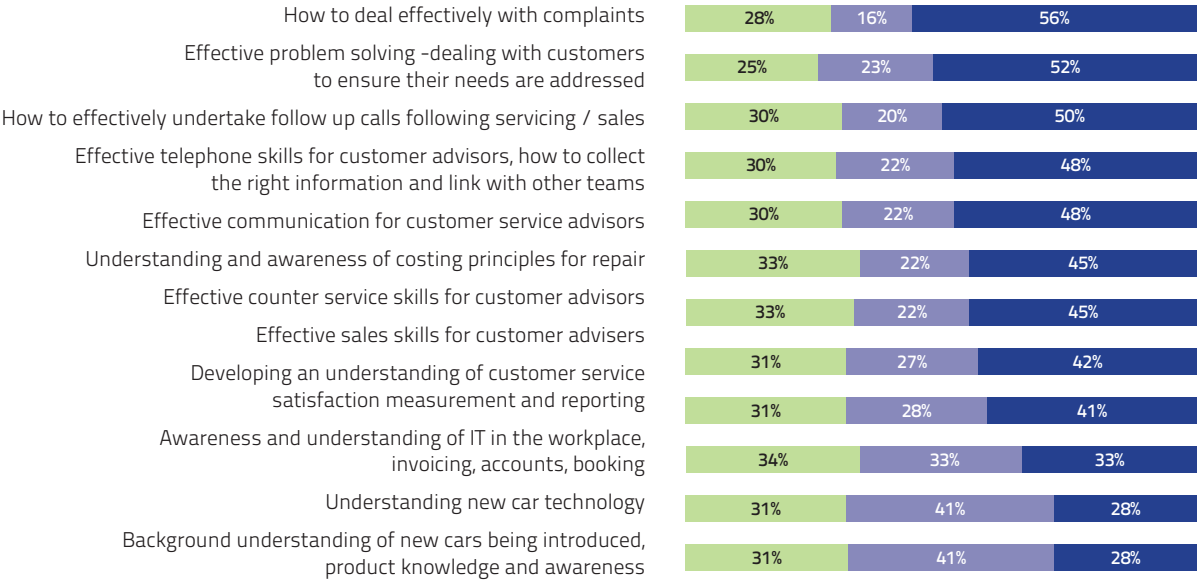 How to deal effectively with complaints
28% 16% 56%
Effective problem solving -dealing with customers
to ensure their needs are addressed
25% 23% 52%
How to effectively undertake follow up calls following servicing / sales
30% 20% 50%
Effective telephone skills for customer advisors, how to collect
the right information and link with other teams
30% 22% 48%
Effective communication for customer service advisors
30% 22% 48%
Understanding and awareness of costing principles for repair
33% 22% 45%
Effective counter service skills for customer advisors
33% 22% 45%
Effective sales skills for customer advisers
31% 27% 42%
Developing an understanding of customer service
satisfaction measurement and reporting
31% 28% 41%
Awareness and understanding of IT in the workplace,
invoicing, accounts, booking
34% 33% 33%
Understanding new car technology
31% 41% 28%
Background understanding of new cars being introduced,
product knowledge and awareness
31% 41% 28%